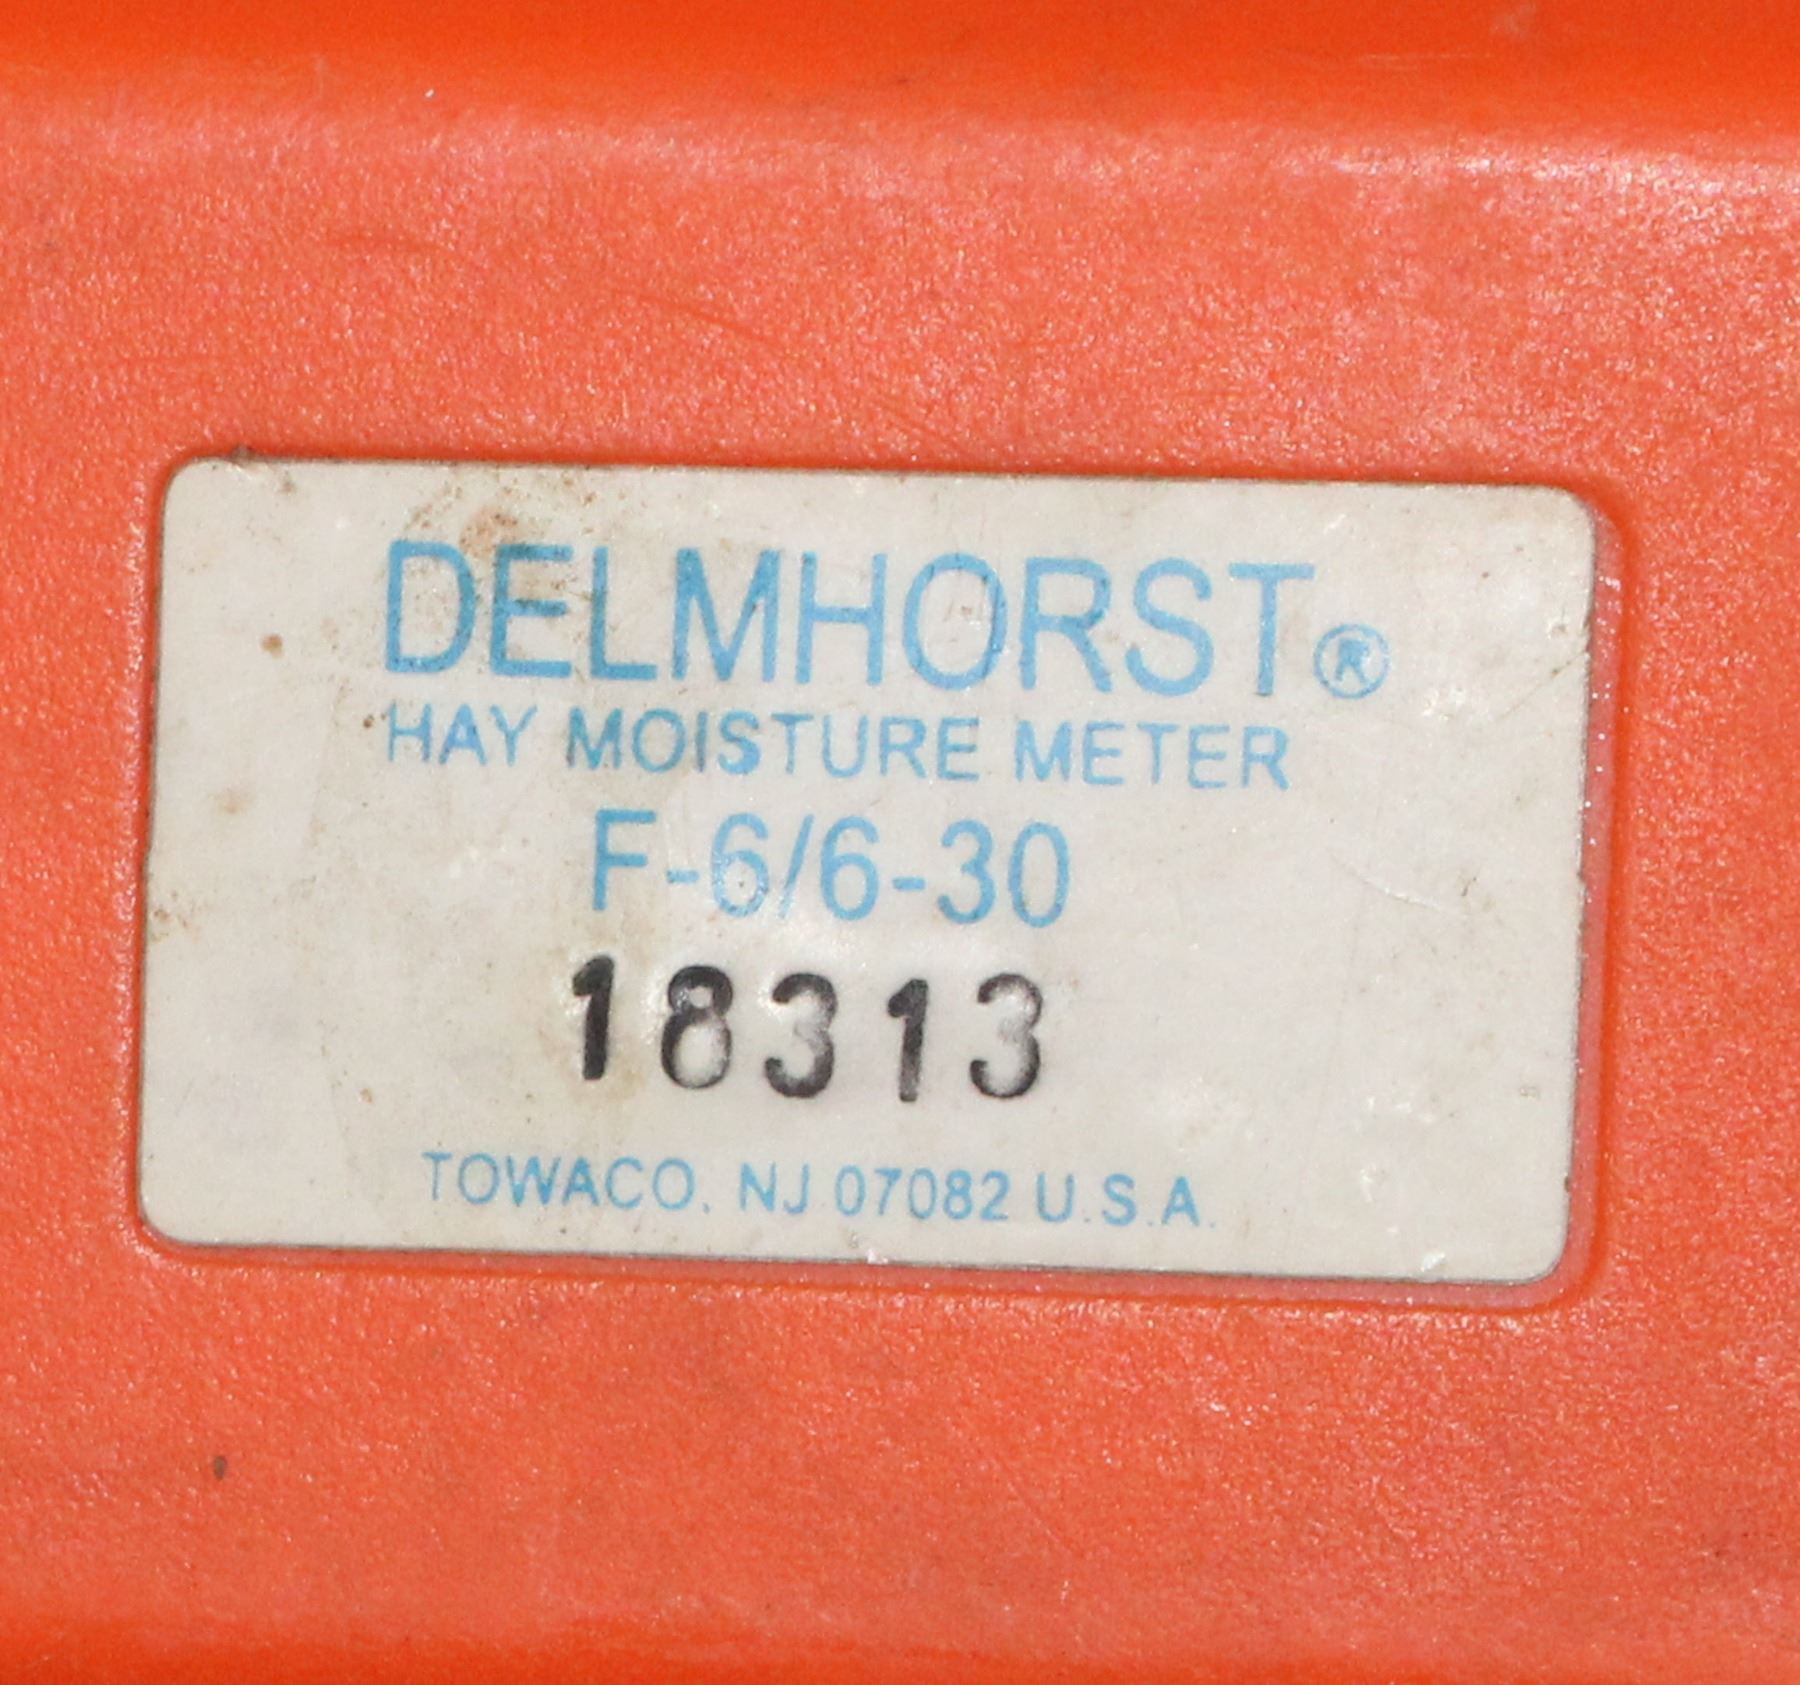 DELMHORST®
HAY MOISTURE METER
F-6/6-30
18313
TOWACO, NJ 07082 U.S.A.